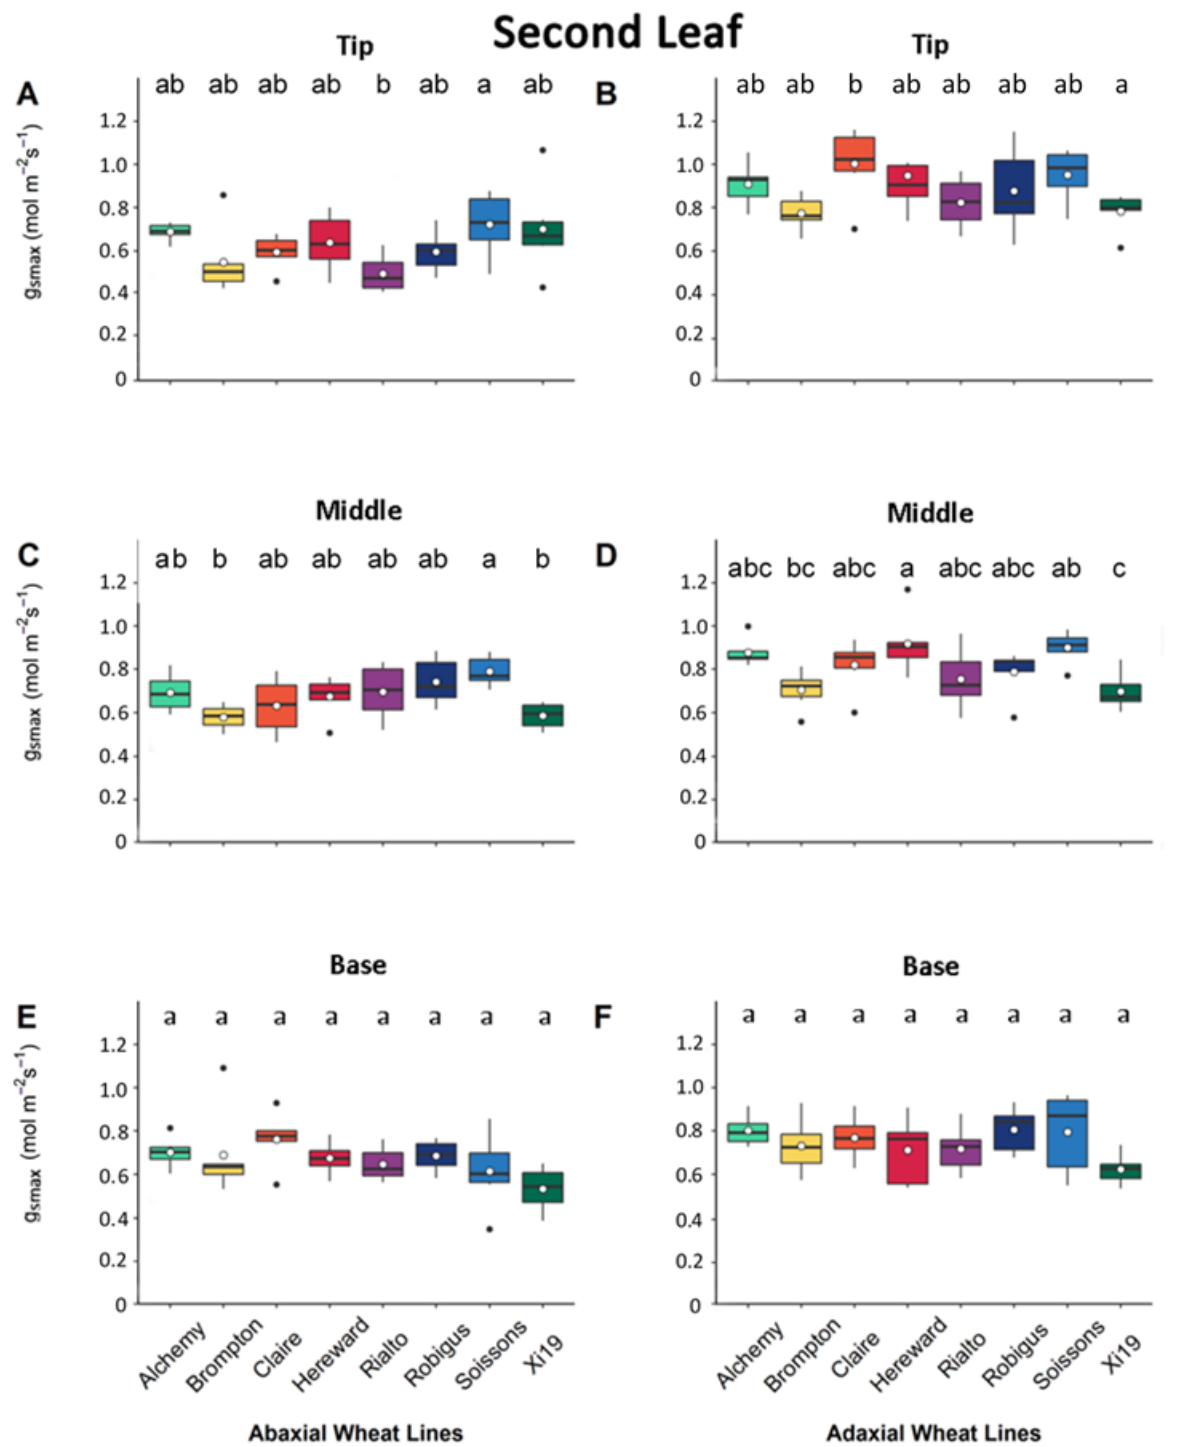 Second Leaf
Tip
Tip
A
ab ab ab ab b ab a ab
B
ab ab b ab ab ab ab a
gsmax (mol m−2s−1)
1.2
1.0
0.8
0.6
0.4
0.2
0
1.2
1.0
0.8
0.6
0.4
0.2
0
Middle
Middle
C
ab b ab ab ab ab a b
D
abc bc abc a abc abc ab c
gsmax (mol m−2s−1)
1.2
1.0
0.8
0.6
0.4
0.2
0
1.2
1.0
0.8
0.6
0.4
0.2
0
Base
Base
E
a a a a a a a a
F
a a a a a a a a
gsmax (mol m−2s−1)
1.2
1.0
0.8
0.6
0.4
0.2
0
1.2
1.0
0.8
0.6
0.4
0.2
0
Alchemy
Brompton
Claire
Hereward
Rialto
Robigus
Soissons
Xi19
Alchemy
Brompton
Claire
Hereward
Rialto
Robigus
Soissons
Xi19
Abaxial Wheat Lines
Adaxial Wheat Lines